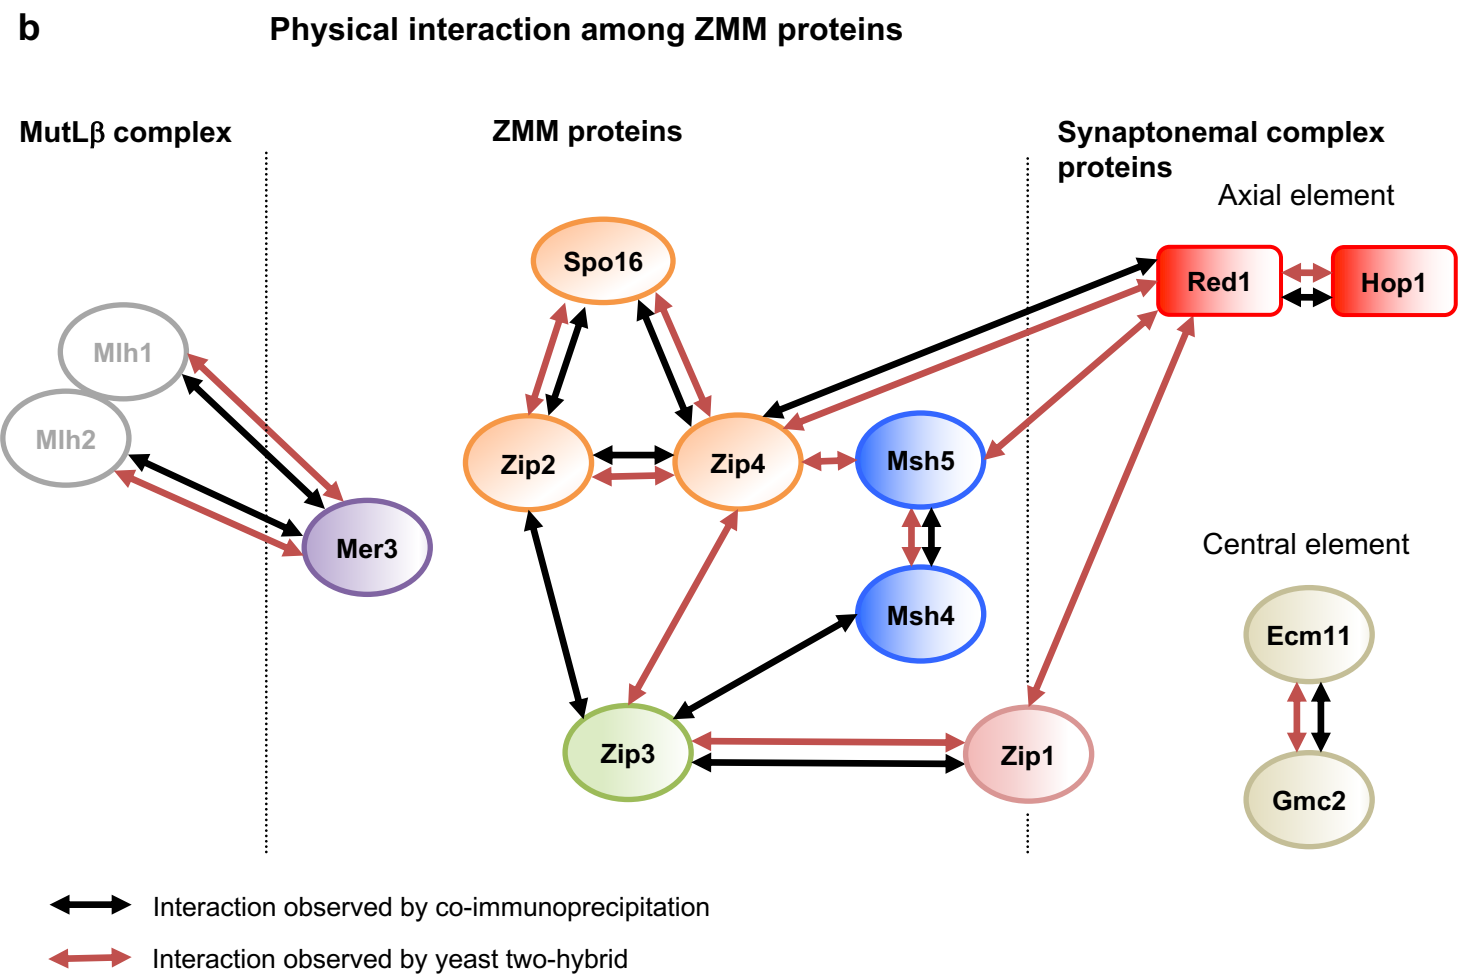 b
Physical interaction among ZMM proteins
MutLβ complex
ZMM proteins
Synaptonemal complex
proteins
Axial element
Spo16
Red1
Hop1
Mlh1
Mlh2
Zip2
Zip4
Msh5
Mer3
Central element
Msh4
Ecm11
Zip3
Zip1
Gmc2
Interaction observed by co-immunoprecipitation
Interaction observed by yeast two-hybrid